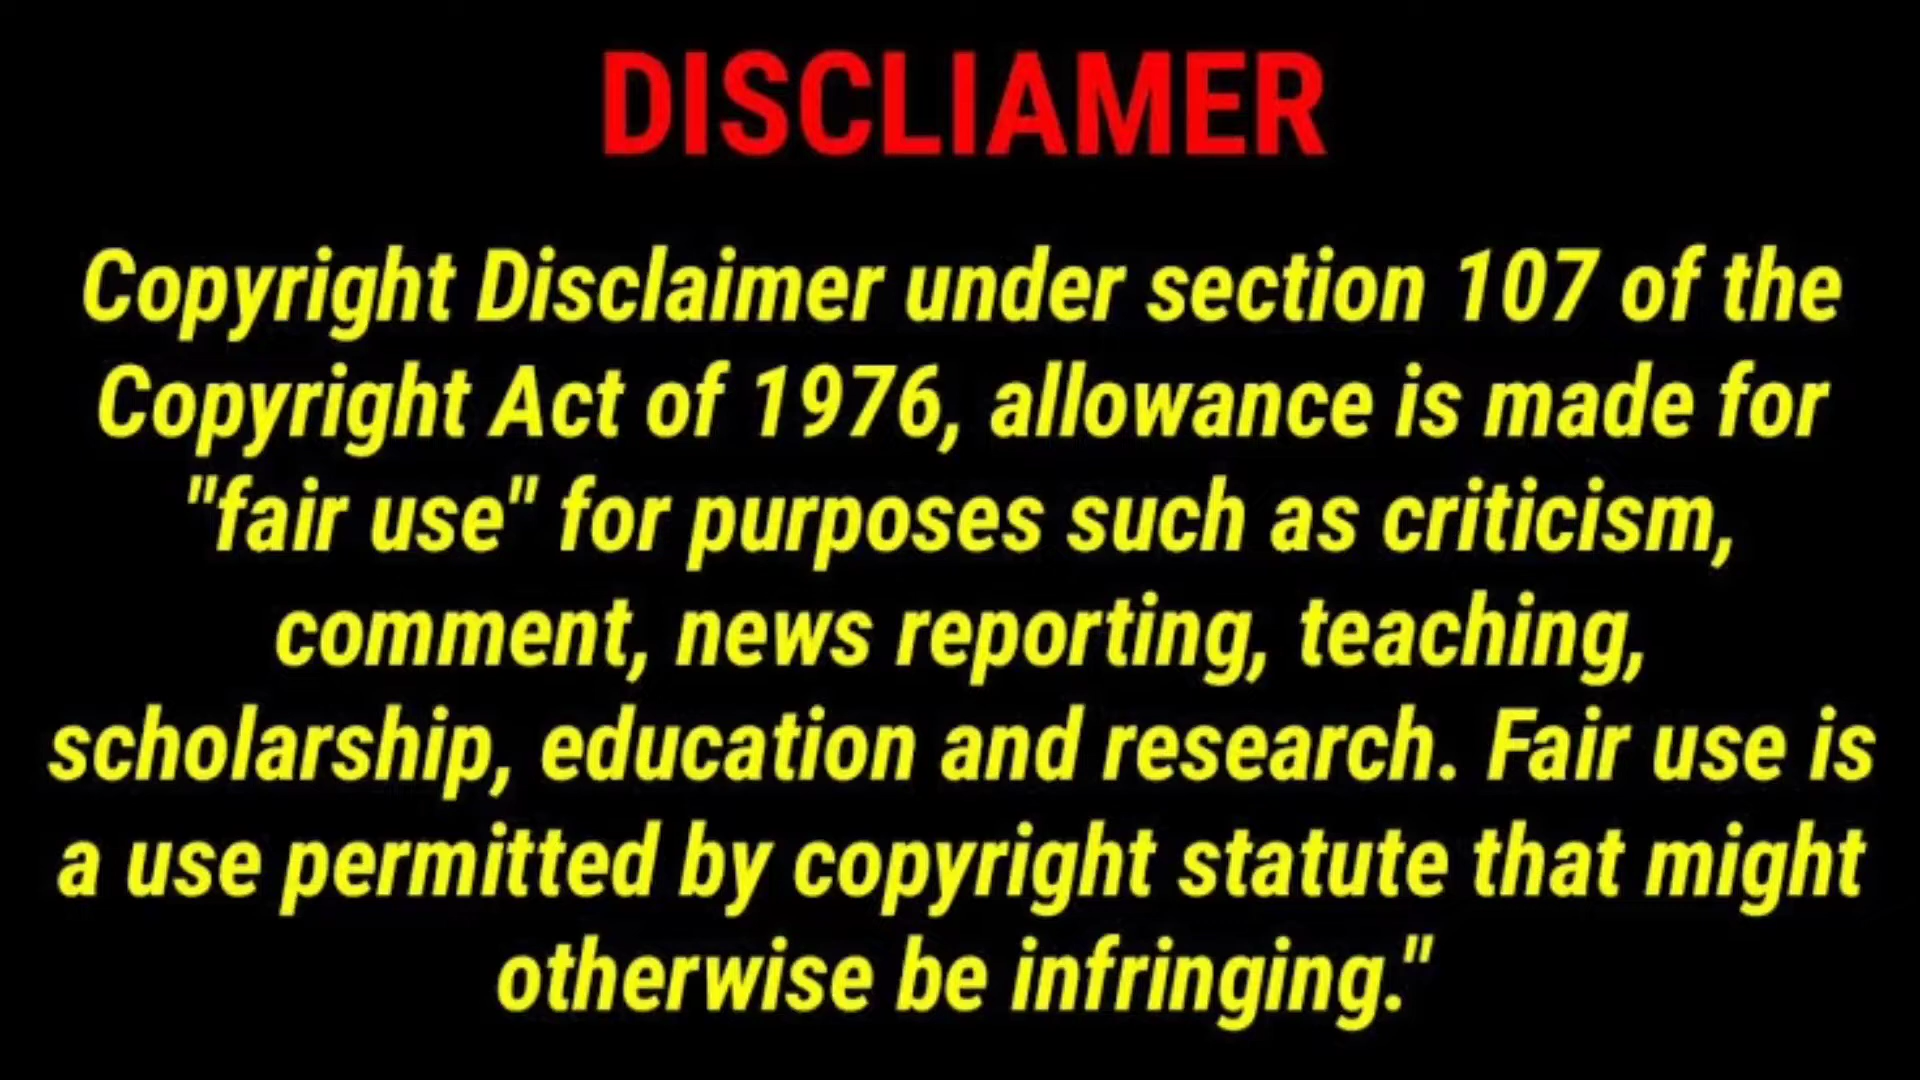 DISCLIAMER
Copyright Disclaimer under section 107 of the
Copyright Act of 1976, allowance is made for
"fair use" for purposes such as criticism,
comment, news reporting, teaching,
scholarship, education and research. Fair use is
a use permitted by copyright statute that might
otherwise be infringing."